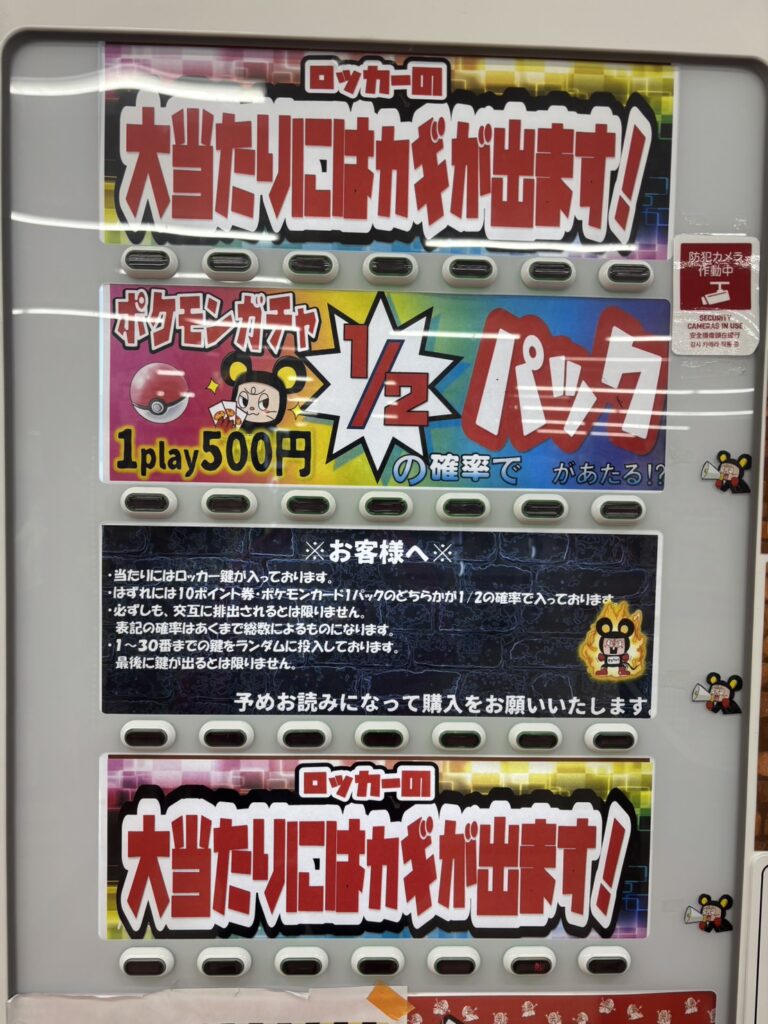 ロッカーの
大当たりにはカギが出ます!
防犯カメラ
作動中
SECURITY
CAMERAS IN USE
ポケモンガチャ
1/2
パック
1play500円
の確率で があたる!?
※お客様へ※
・当たりにはロッカー鍵が入っております。
・はずれには10ポイント券・ポケモンカード1パックのどちらかが1/2の確率で入っております
・必ずしも、交互に排出されるとは限りません。
表記の確率はあくまで総数によるものになります。
・1〜30番までの鍵をランダムに投入しております。
最後に鍵が出るとは限りません。
予めお読みになって購入をお願いいたします。
ロッカーの
大当たりにはカギが出ます!